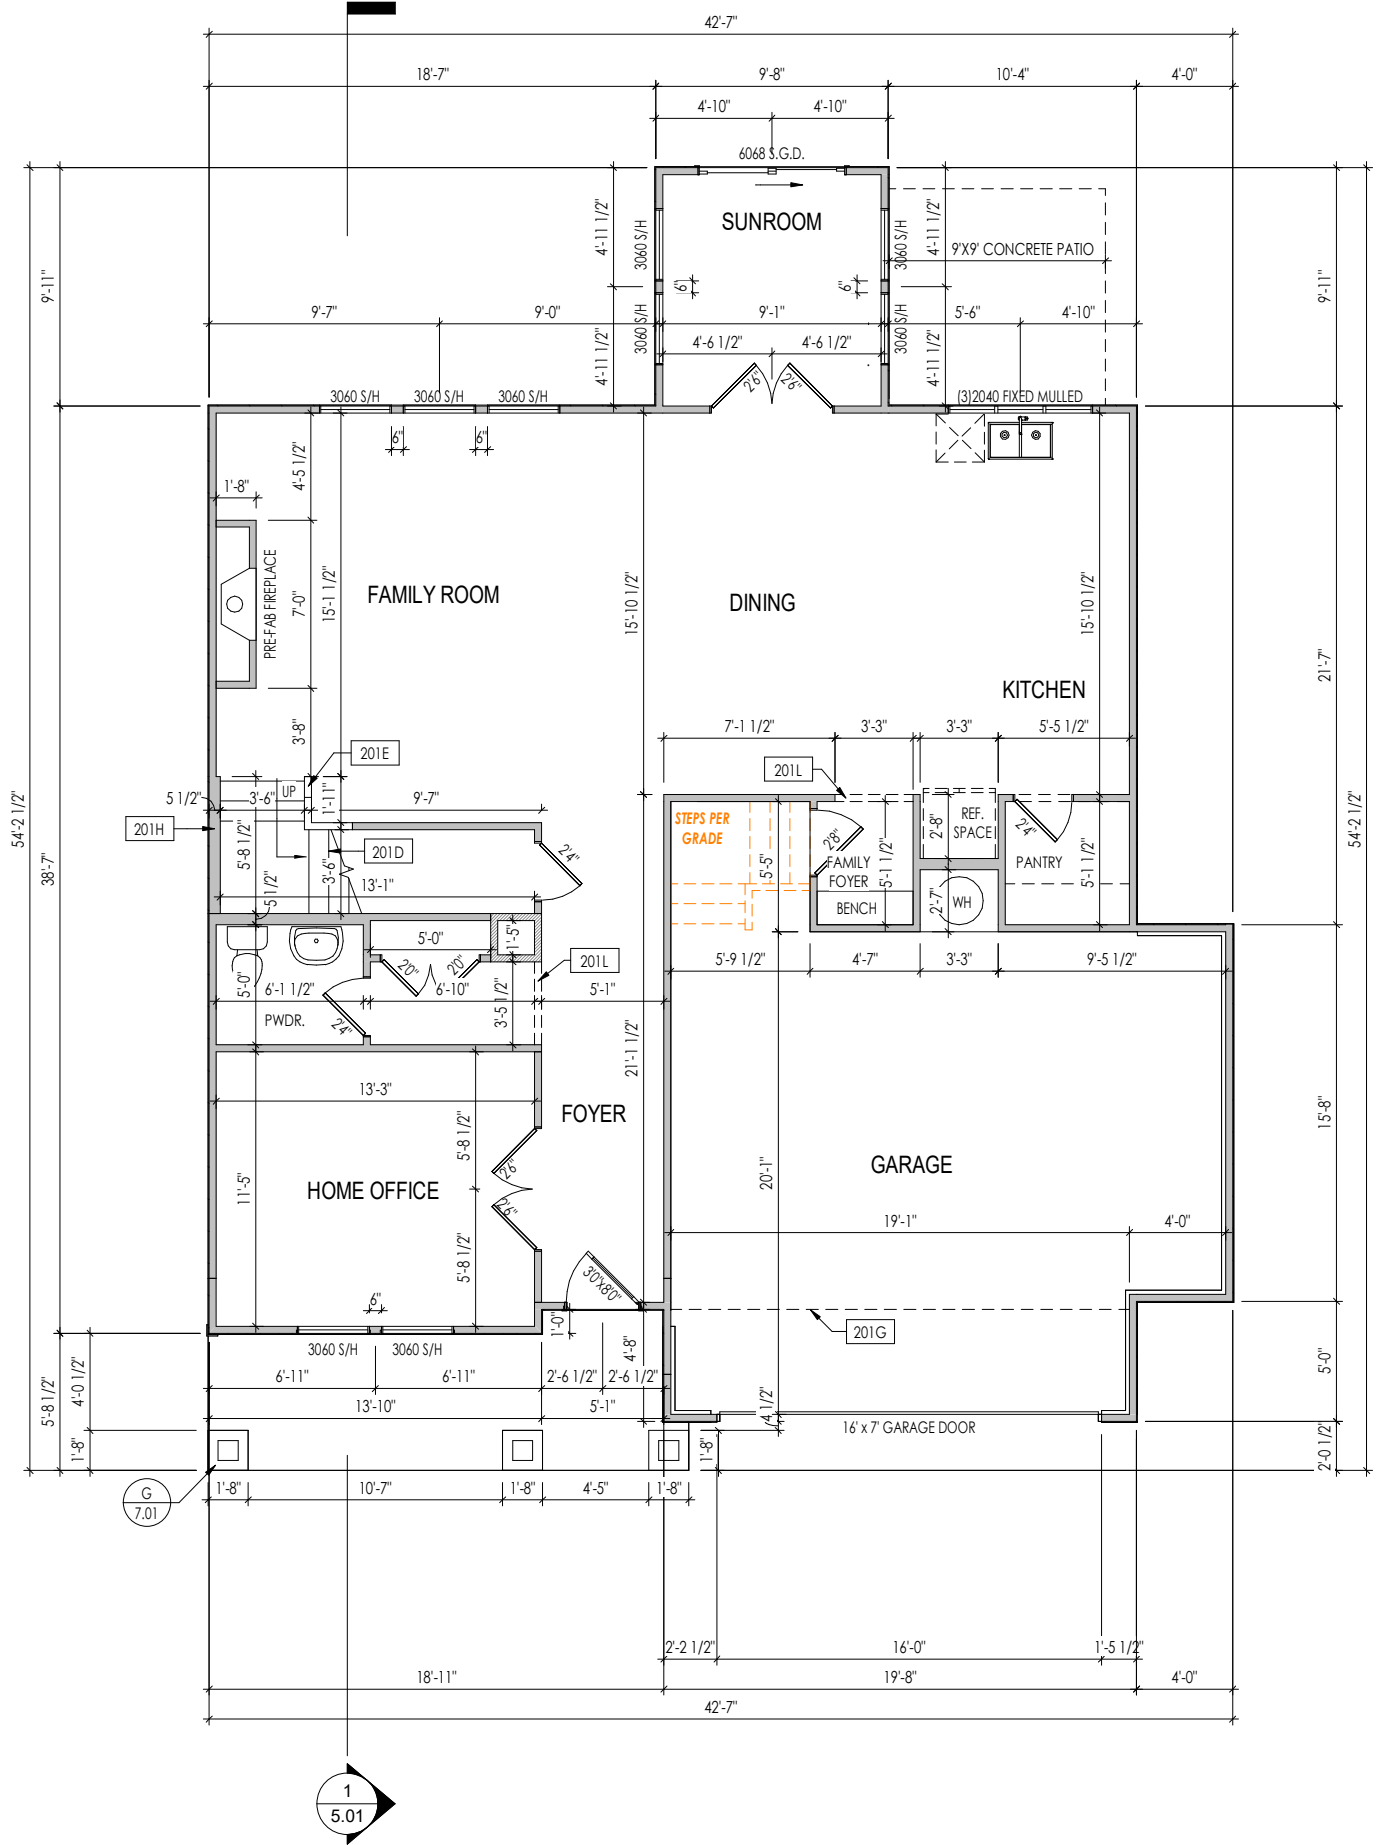 42'-7"
18'-7"
9'-8"
10'-4"
4'-0"
4'-10"
4'-10"
6068 S.G.D.
SUNROOM
4'-11 1/2"
3060 S/H
3060 S/H
4'-11 1/2"
9'X9' CONCRETE PATIO
9'-11"
6"
6"
9'-11"
9'-7"
9'-0"
9'-1"
5'-6"
4'-10"
4'-11 1/2"
3060 S/H
4'-6 1/2"
4'-6 1/2"
3060 S/H
4'-11 1/2"
2'6"
2'6"
3060 S/H
3060 S/H
3060 S/H
(3)2040 FIXED MULLED
6"
6"
4'-5 1/2"
1'-8"
PRE-FAB FIREPLACE
7'-0"
15'-1 1/2"
FAMILY ROOM
15'-10 1/2"
DINING
15'-10 1/2"
KITCHEN
21'-7"
3'-8"
7'-1 1/2"
3'-3"
3'-3"
5'-5 1/2"
201E
201L
54'-2 1/2"
38'-7"
54'-2 1/2"
5 1/2"
3'-6"
UP
1'-11"
9'-7"
201H
5'-8 1/2"
3'-6"
201D
2'4"
13'-1"
5 1/2"
STEPS PER
GRADE
5'-5"
2'8"
FAMILY
FOYER
5'-1 1/2"
BENCH
2'-8"
REF.
SPACE
2'-7"
WH
2'4"
PANTRY
5'-1 1/2"
5'-0"
1'-5"
201L
2'0"
2'0"
5'-0"
6'-1 1/2"
6'-10"
3'-5 1/2"
5'-1"
PWDR.
2'4"
5'-9 1/2"
4'-7"
3'-3"
9'-5 1/2"
21'-1 1/2"
13'-3"
FOYER
5'-8 1/2"
15'-8"
GARAGE
20'-1"
2'6"
HOME OFFICE
11'-5"
2'6"
19'-1"
4'-0"
5'-8 1/2"
3'0"x8'0"
6"
1'-0"
201G
3060 S/H
3060 S/H
4'-8"
5'-0"
6'-11"
6'-11"
2'-6 1/2"
2'-6 1/2"
5'-8 1/2"
4'-0 1/2"
13'-10"
5'-1"
4 1/2"
16' x 7' GARAGE DOOR
1'-8"
1'-8"
2'-0 1/2"
G
7.01
1'-8"
10'-7"
1'-8"
4'-5"
1'-8"
2'-2 1/2"
16'-0"
1'-5 1/2"
18'-11"
19'-8"
4'-0"
42'-7"
1
5.01